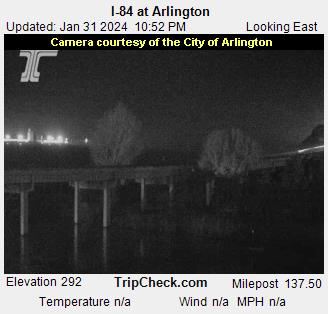 I-84 at Arlington
Updated: Jan 31 2024 10:52 PM Looking East
Camera courtesy of the City of Arlington
Elevation 292 TripCheck.com Milepost 137.50
Temperature n/a Wind n/a MPH n/a